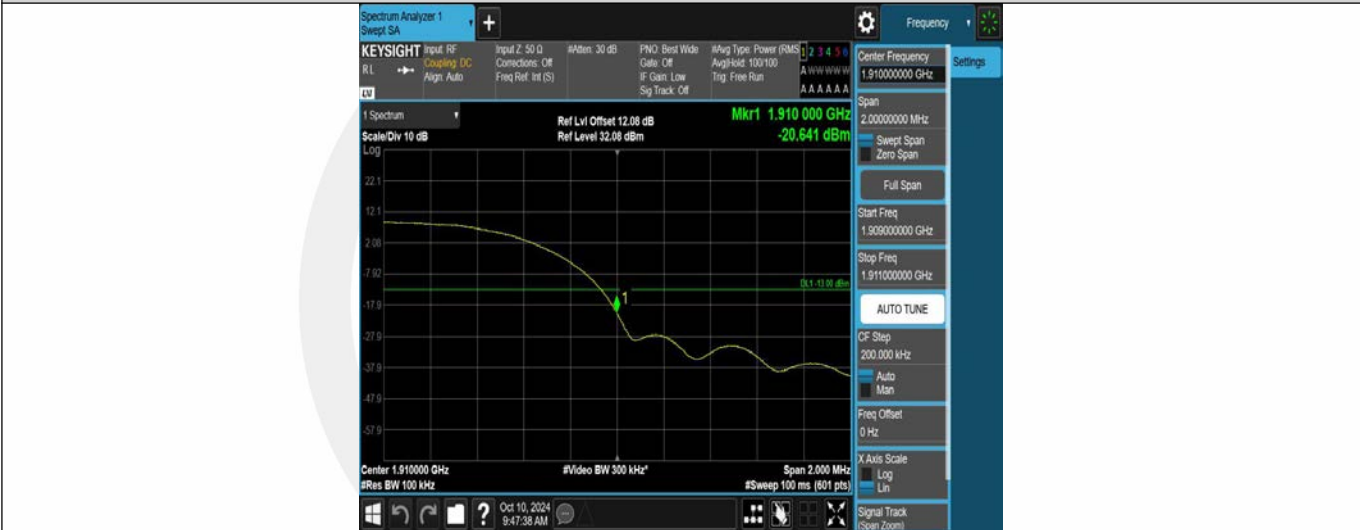 Spectrum Analyzer 1
Swept SA
+
Frequency
KEYSIGHT
RL
Input: RF
Coupling: DC
Align: Auto
Input Z: 50 Ω
Corrections: Off
Freq Ref: Int (S)
#Atten: 30 dB
PNO: Best Wide
Gate: Off
IF Gain: Low
Sig Track: Off
#Avg Type: Power (RMS
Avg|Hold: 100/100
Trig: Free Run
1 2 3 4 5 6
A W W W W W
A A A A A A
1 Spectrum
Scale/Div 10 dB
Log
Ref Lvl Offset 12.08 dB
Ref Level 32.08 dBm
Mkr1 1.910 000 GHz
-20.641 dBm
22.1
12.1
2.08
-7.92
-17.9
-27.9
-37.9
-47.9
-57.9
DL1 -13.00 dBm
1
Center 1.910000 GHz
#Res BW 100 kHz
#Video BW 300 kHz*
Span 2.000 MHz
#Sweep 100 ms (601 pts)
Oct 10, 2024
9:47:38 AM
?
Center Frequency
1.910000000 GHz
Settings
Span
2.00000000 MHz
Swept Span
Zero Span
Full Span
Start Freq
1.909000000 GHz
Stop Freq
1.911000000 GHz
AUTO TUNE
CF Step
200.000 kHz
Auto
Man
Freq Offset
0 Hz
X Axis Scale
Log
Lin
Signal Track
(Span Zoom)